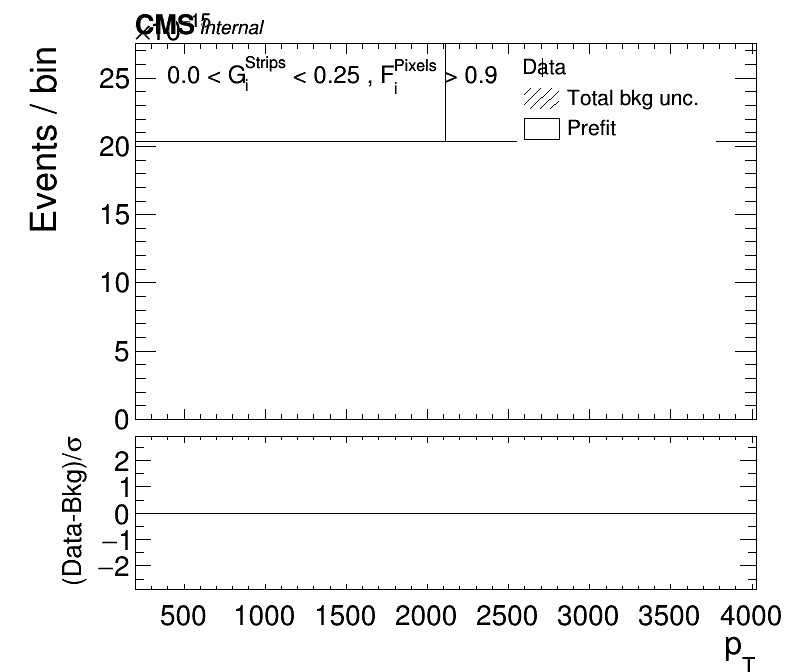 CMS Internal
×10^15
Events / bin
0.0 < G_i^Strips < 0.25 , F_i^Pixels > 0.9
Data
Total bkg unc.
Prefit
25
20
15
10
5
0
(Data-Bkg)/σ
2
1
0
−1
−2
500 1000 1500 2000 2500 3000 3500 4000
p_T